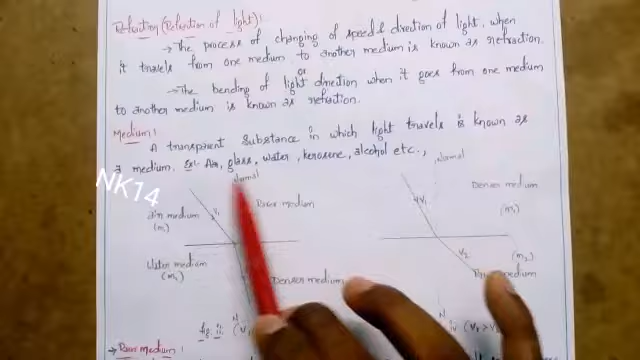 Refraction (Refraction of light):
→ The process of changing of speed & direction of light, when
it travels from one medium to another medium is known as refraction.
or
→ The bending of light direction when it goes from one medium
to another medium is known as refraction.
Medium:
A transparent substance in which light travels is known as
a medium. Ex:- Air, glass, water, kerosene, alcohol etc.,
NK14
Normal
Normal
Air medium
(m1)
V1
Rarer medium
V1
Denser medium
(m1)
Water medium
(m2)
Denser medium
V2
(m2)
Rarer medium
N
N
fig: ii
→ Rarer Medium: